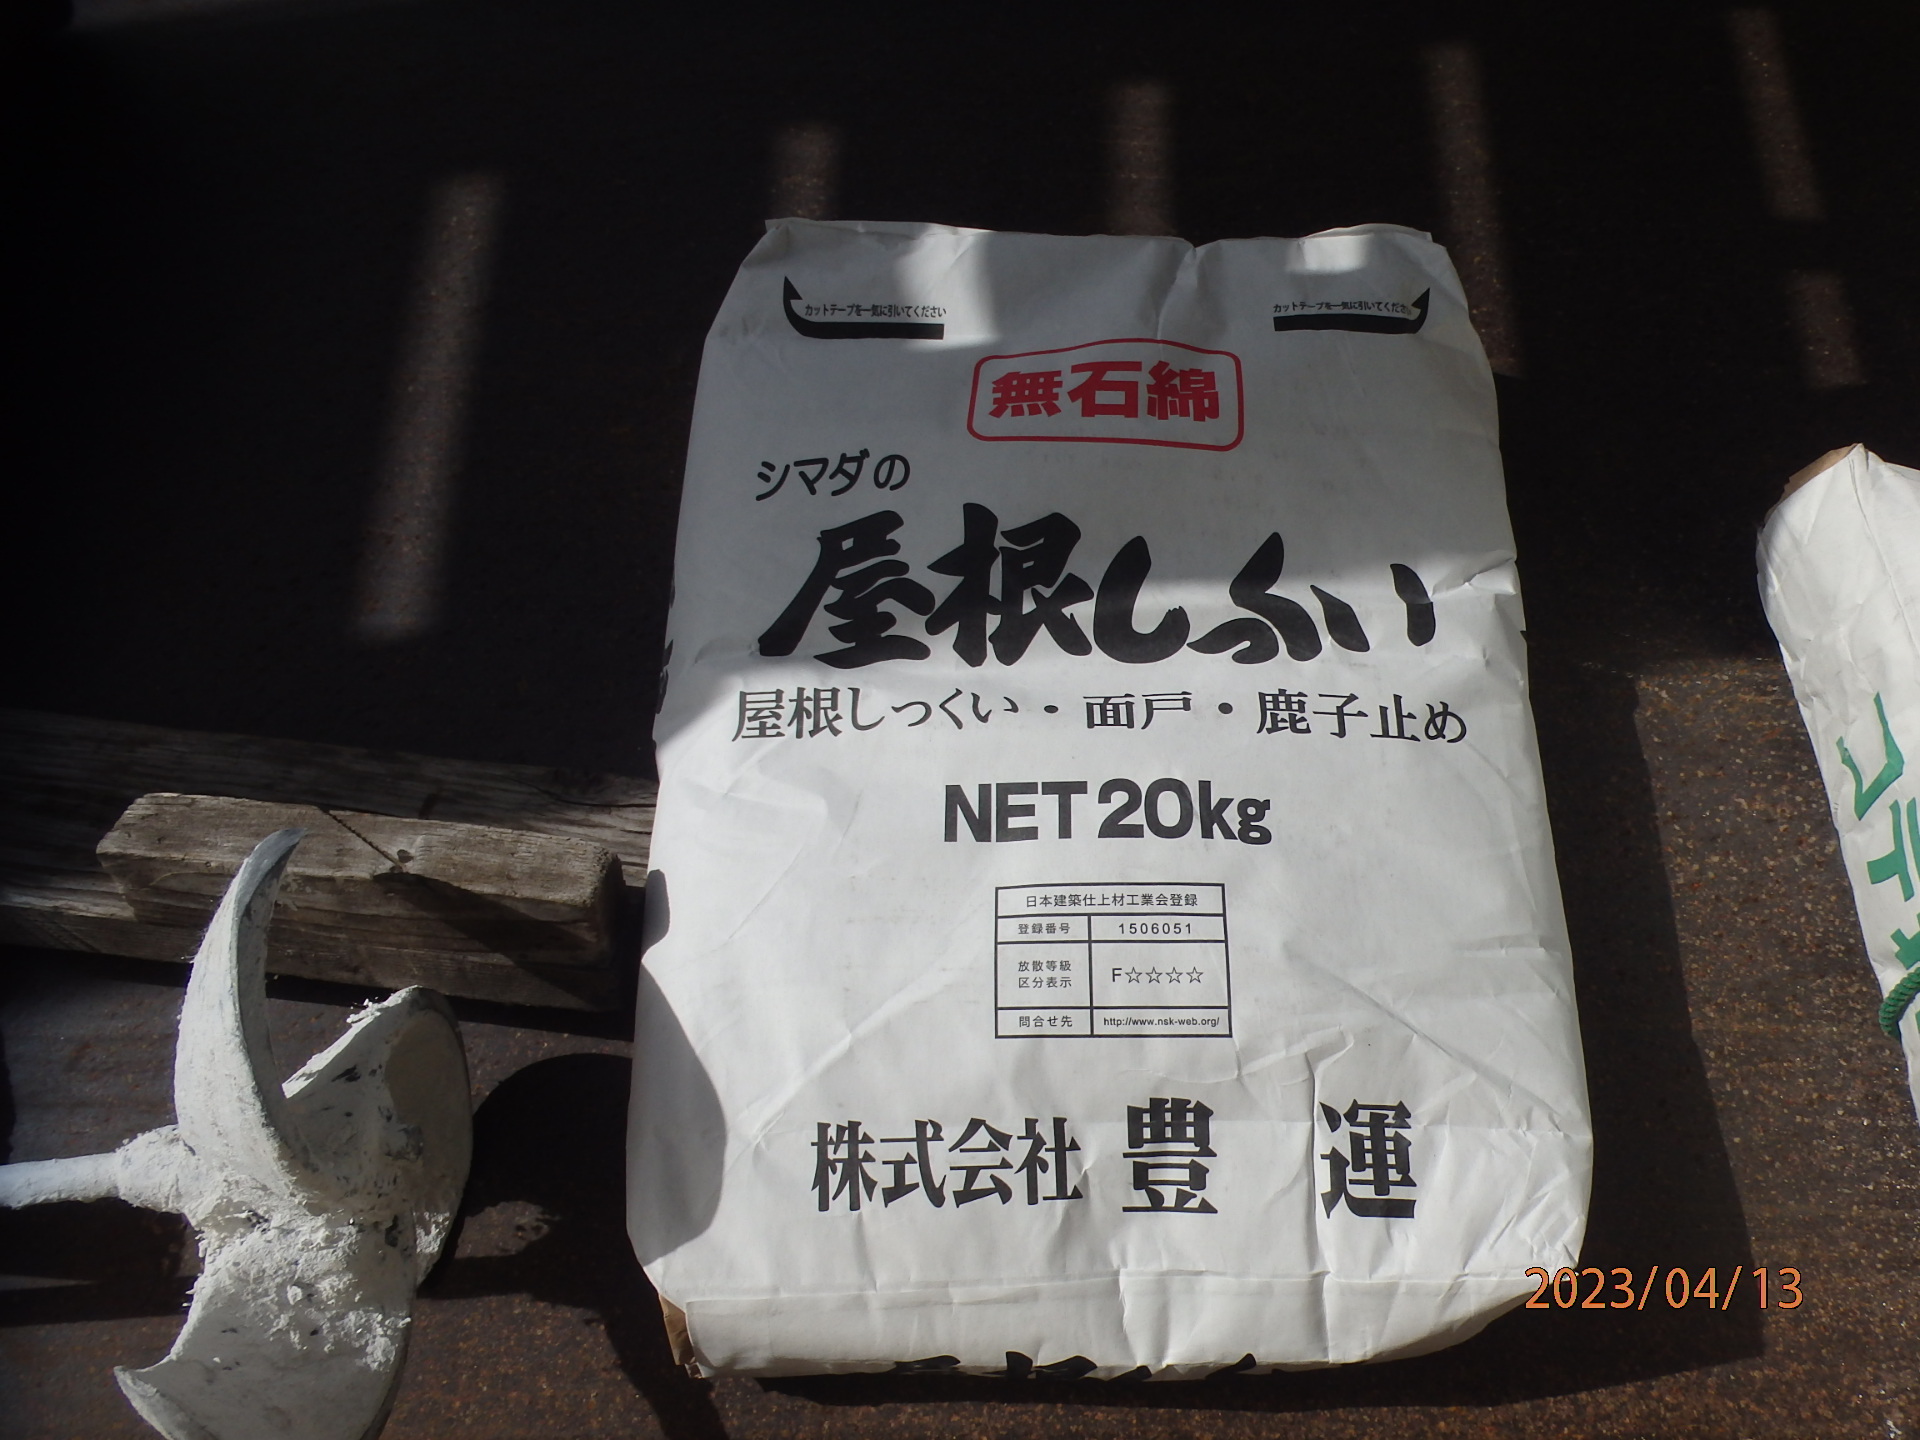 カットテープを一気に引いてください
カットテープを一気に引いてください
無石綿
シマダの
屋根しっくい
屋根しっくい・面戸・鹿子止め
NET 20kg
日本建築仕上材工業会登録
登録番号 1506051
放散等級
区分表示 F☆☆☆☆
問合せ先 http://www.nsk-web.org/
株式会社 豊 運
2023/04/13